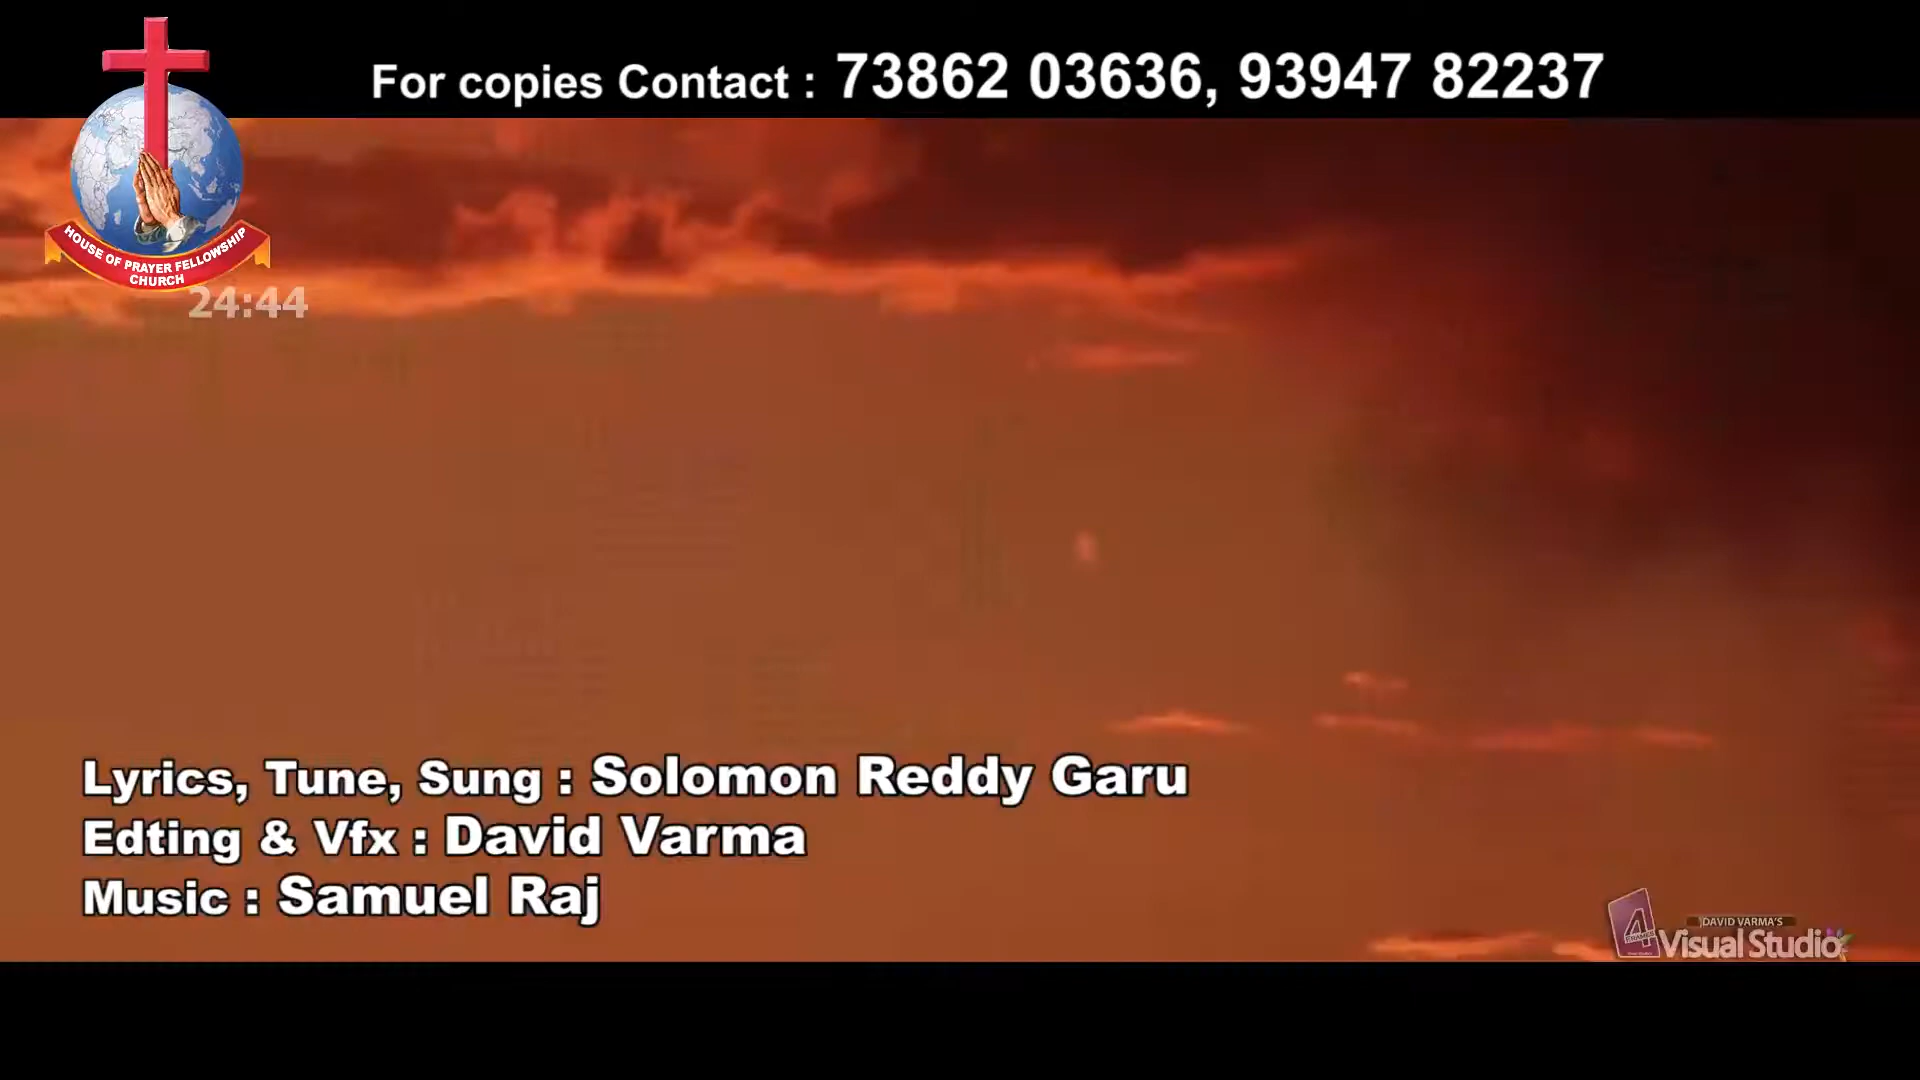 For copies Contact : 73862 03636, 93947 82237
HOUSE OF PRAYER FELLOWSHIP
CHURCH
24:44
Lyrics, Tune, Sung : Solomon Reddy Garu
Edting & Vfx : David Varma
Music : Samuel Raj
4
DAVID VARMA'S
Visual Studio